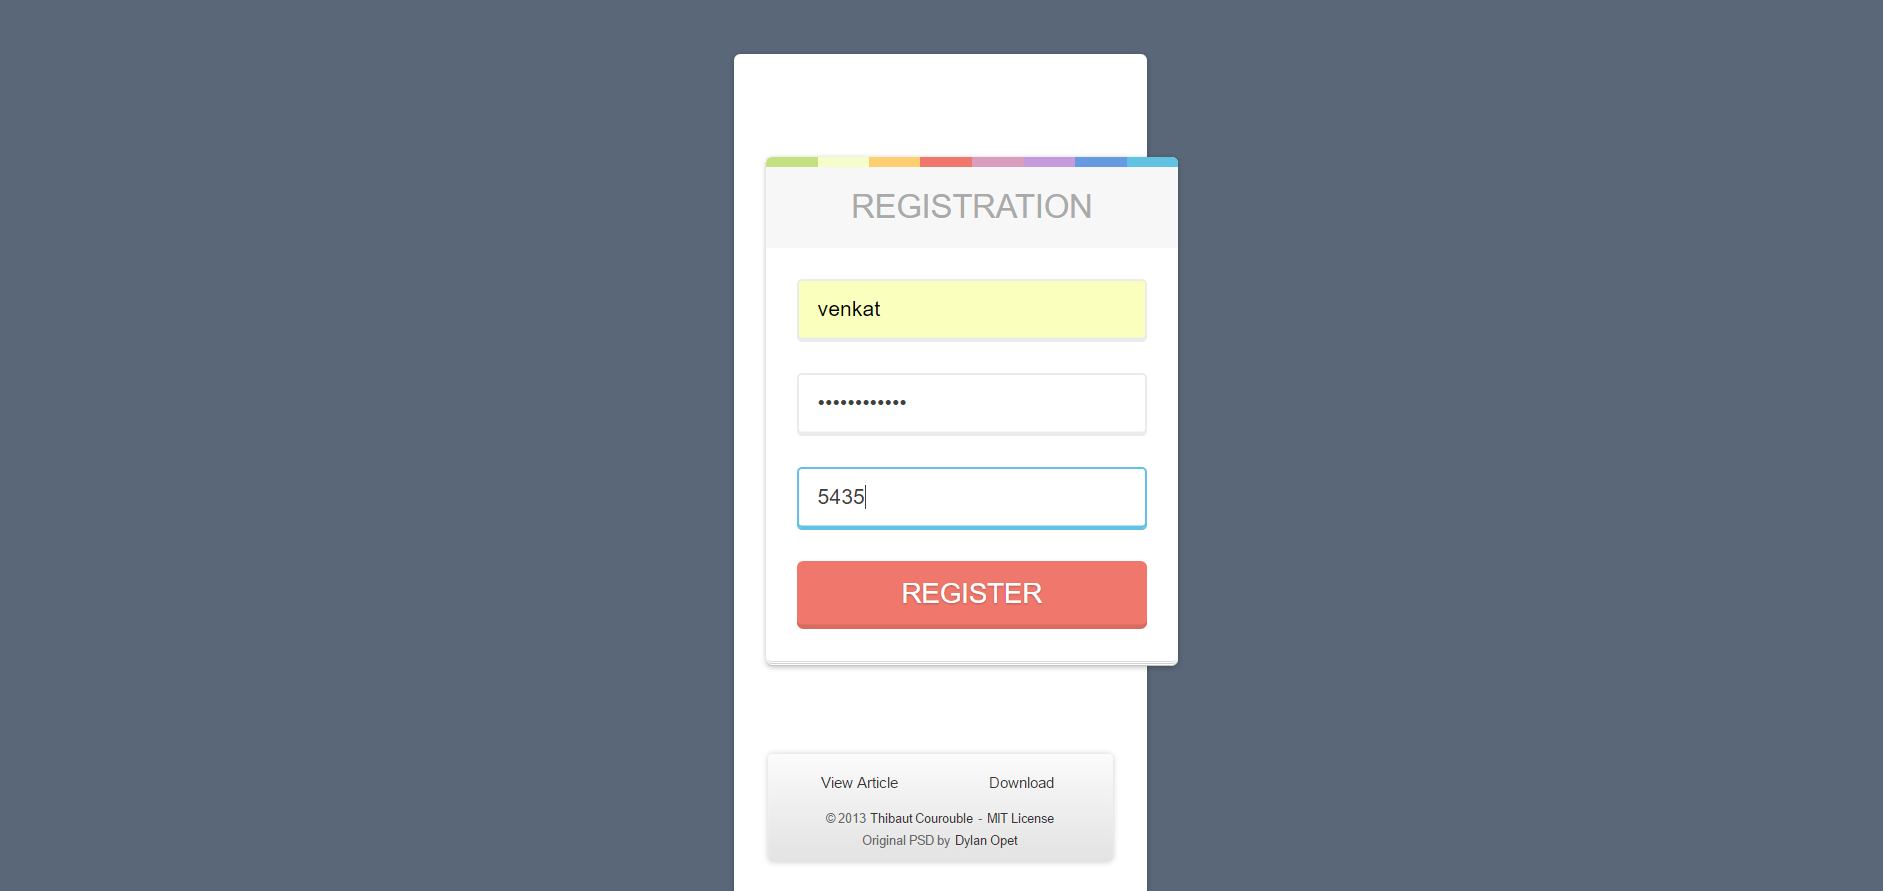 REGISTRATION
venkat
••••••••••••
5435
REGISTER
View Article Download
© 2013 Thibaut Courouble - MIT License
Original PSD by Dylan Opet